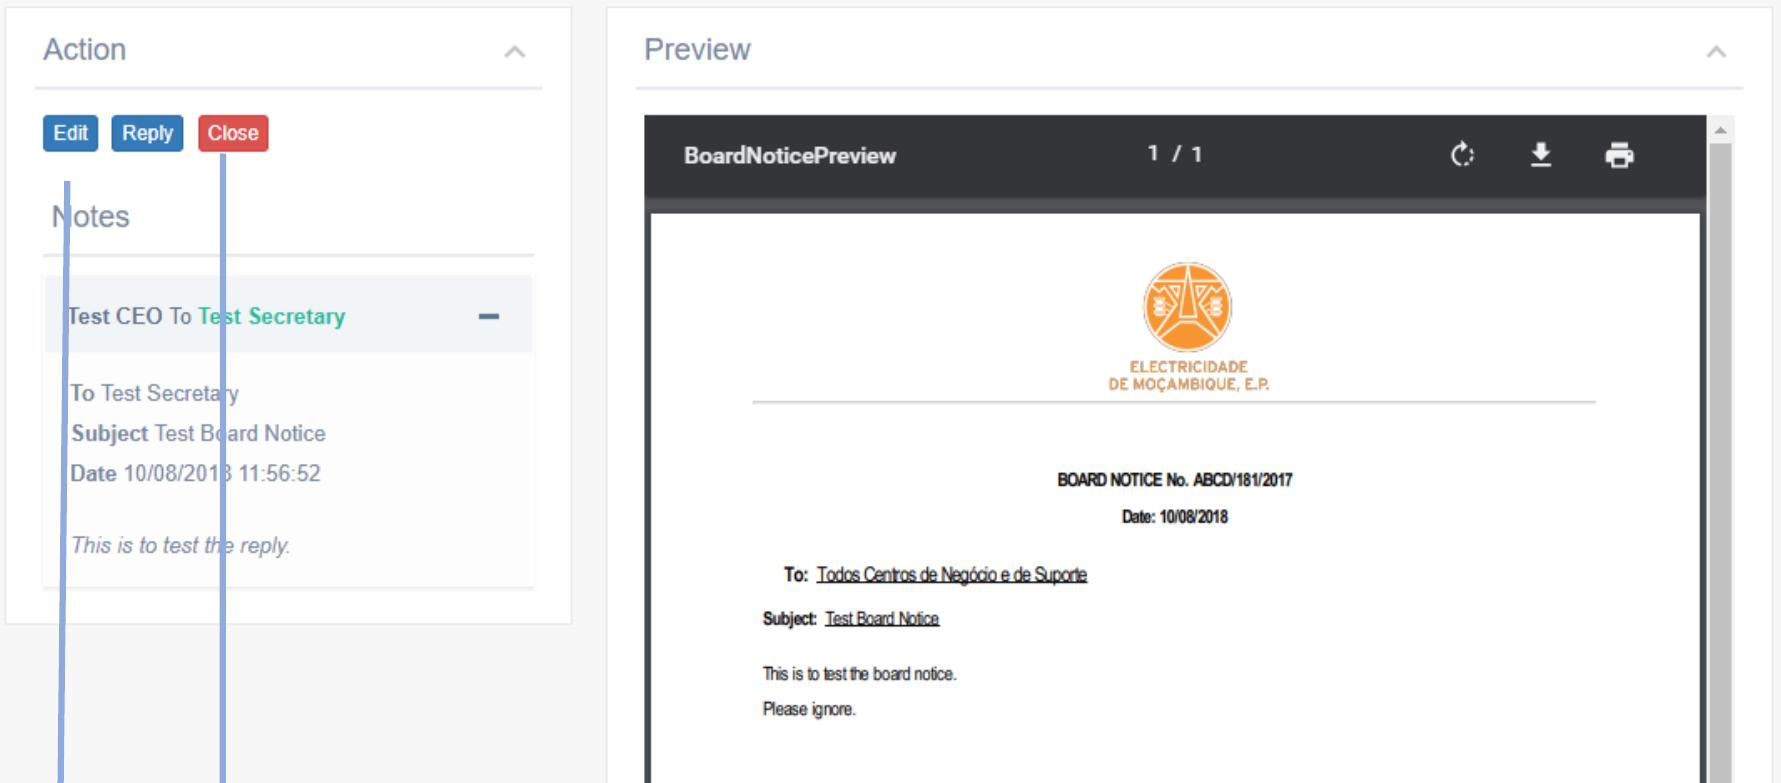 Action
Edit Reply Close
Notes
Test CEO To Test Secretary
To Test Secretary
Subject Test Board Notice
Date 10/08/2018 11:56:52
This is to test the reply.
Preview
BoardNoticePreview 1 / 1
ELECTRICIDADE
DE MOÇAMBIQUE, E.P.
BOARD NOTICE No. ABCD/181/2017
Date: 10/08/2018
To: Todos Centros de Negócio e de Suporte
Subject: Test Board Notice
This is to test the board notice.
Please ignore.